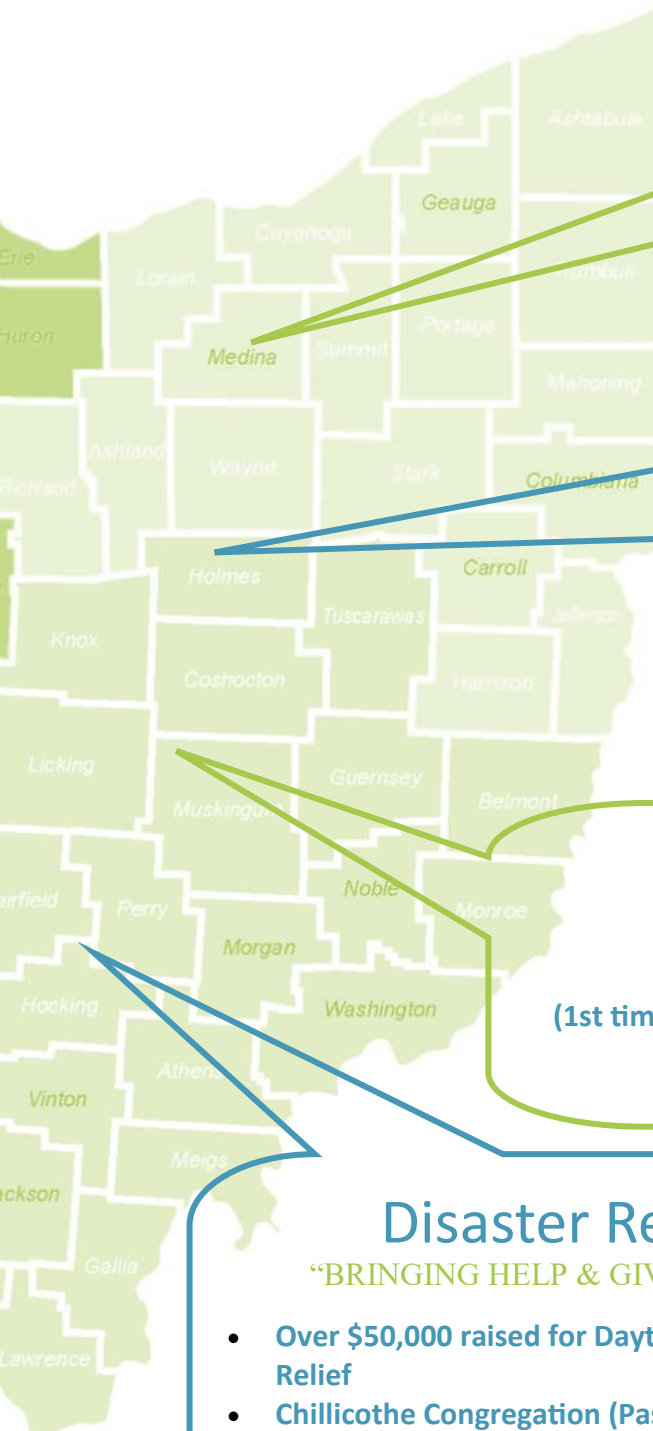 Lake
Ashtabula
Geauga
Cuyahoga
Erie
Lorain
Trumbull
Huron
Portage
Medina
Summit
Mahoning
Ashland
Wayne
Stark
Columbiana
Richland
Holmes
Carroll
Tuscarawas
Jefferson
Knox
Coshocton
Harrison
Licking
Guernsey
Muskingum
Belmont
Noble
airfield
Perry
Monroe
Morgan
Hocking
Washington
(1st tim
Athens
Vinton
Meigs
ackson
Disaster Re
Gallia
“BRINGING HELP & GIV
• Over $50,000 raised for Dayt
Relief
Lawrence
• Chillicothe Congregation (Pas